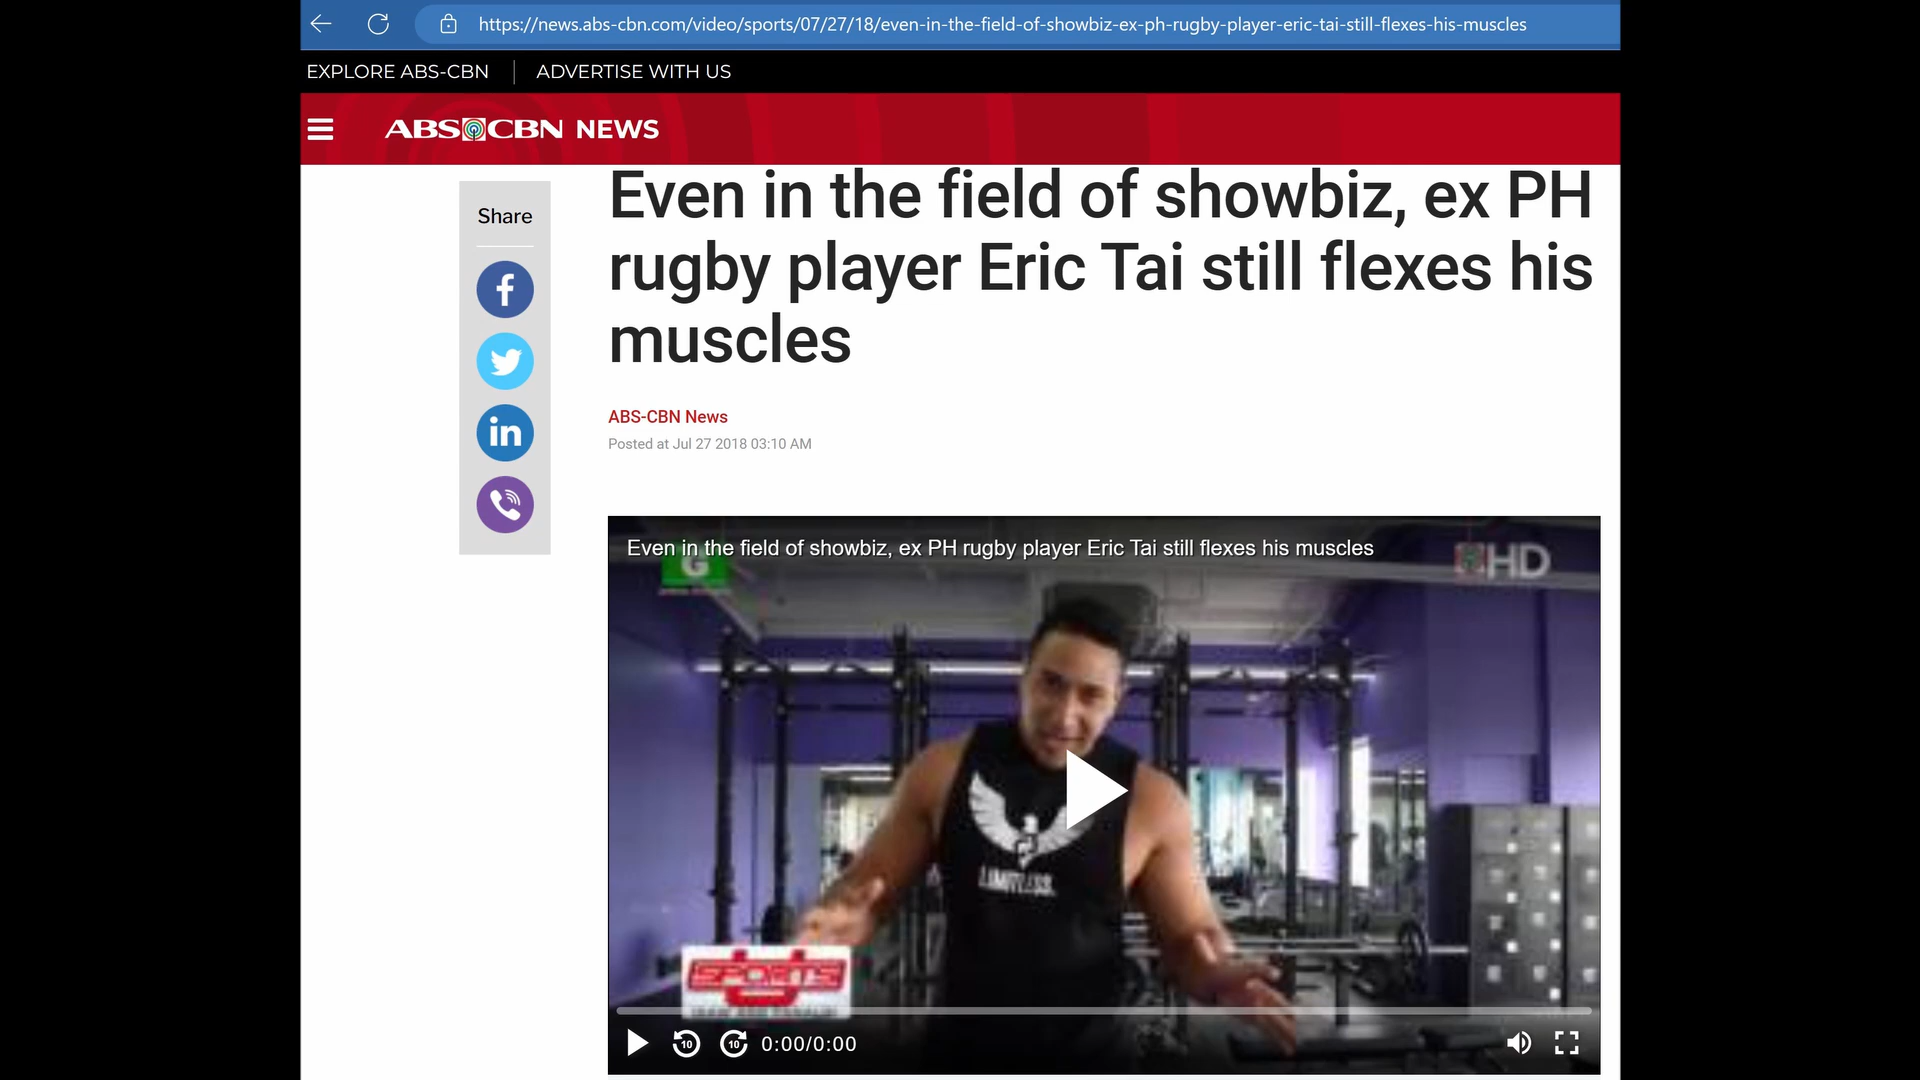 https://news.abs-cbn.com/video/sports/07/27/18/even-in-the-field-of-showbiz-ex-ph-rugby-player-eric-tai-still-flexes-his-muscles
EXPLORE ABS-CBN
ADVERTISE WITH US
ABS CBN NEWS
Share
Even in the field of showbiz, ex PH
rugby player Eric Tai still flexes his
muscles
ABS-CBN News
Posted at Jul 27 2018 03:10 AM
Even in the field of showbiz, ex PH rugby player Eric Tai still flexes his muscles
G
HD
LIMITLESS.
SPORTS
U
10
10
0:00/0:00